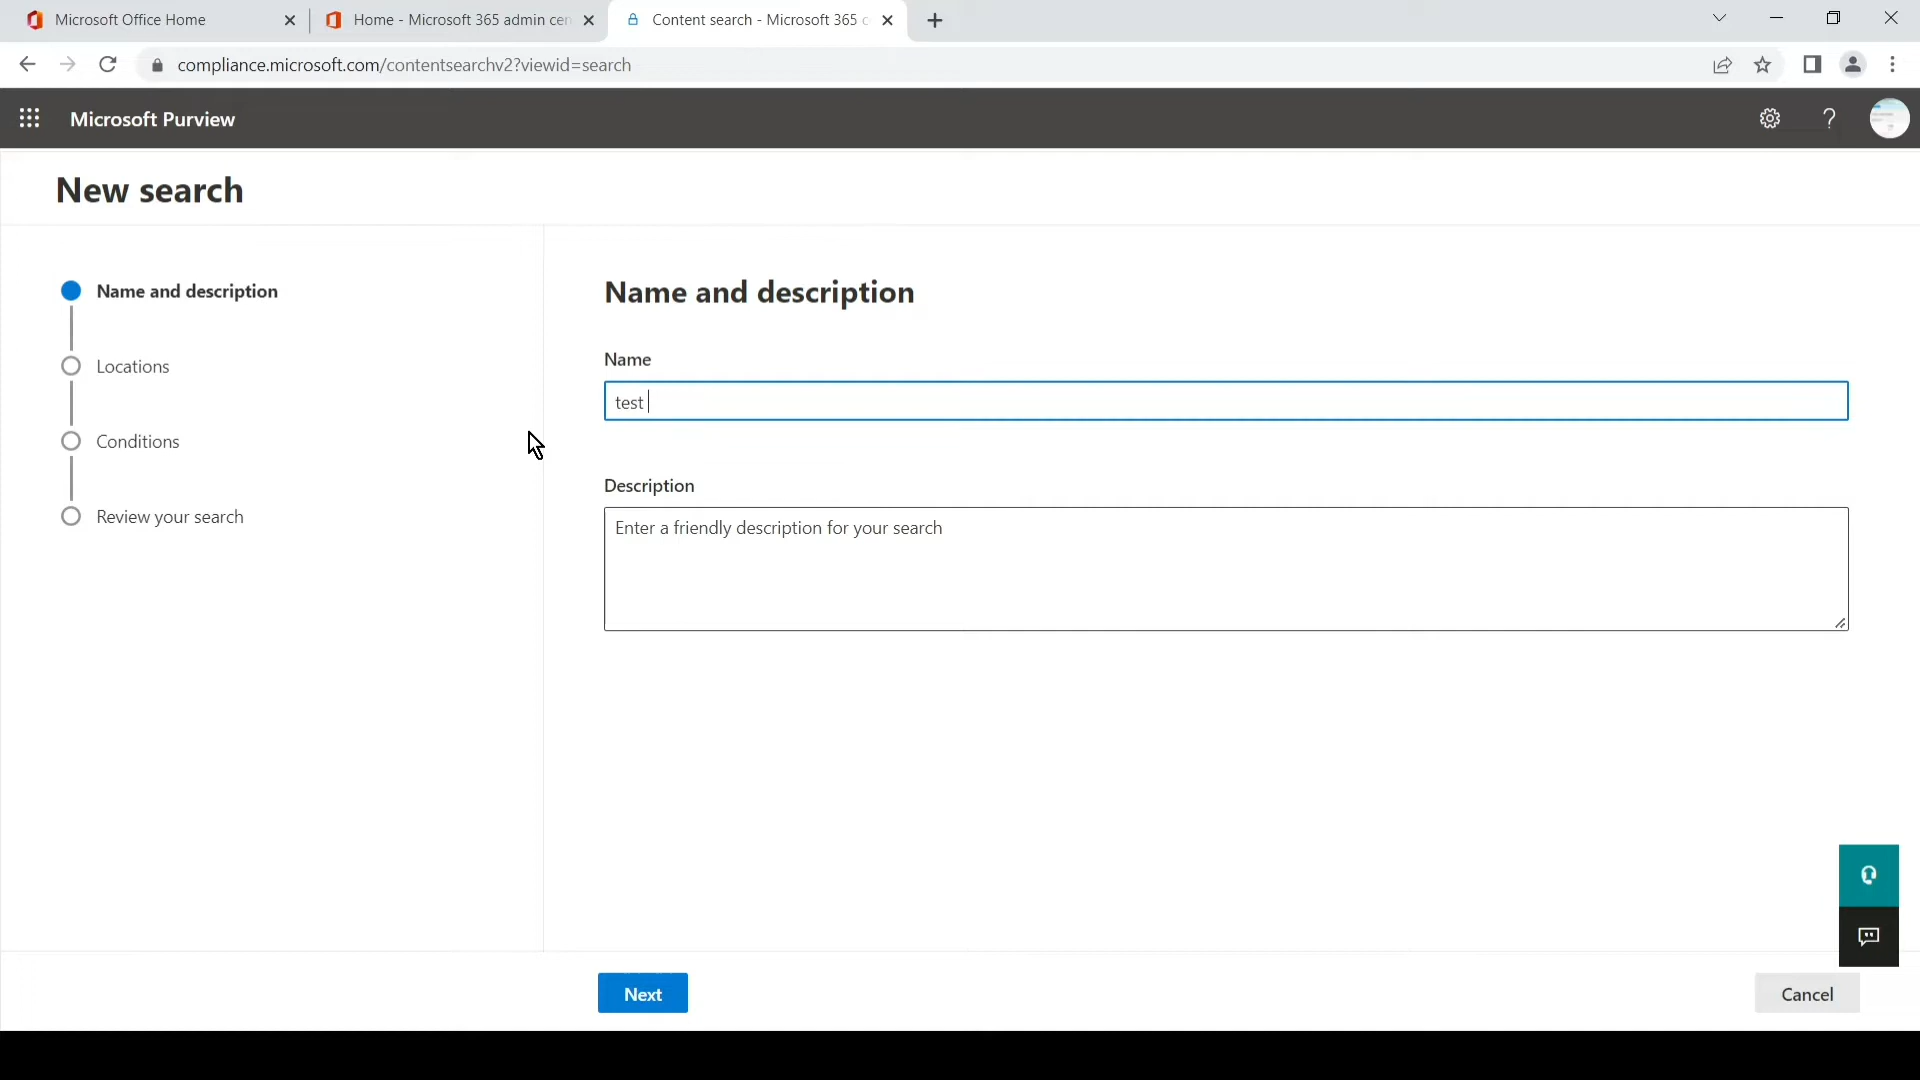 Microsoft Office Home
Home - Microsoft 365 admin cen
Content search - Microsoft 365 c
compliance.microsoft.com/contentsearchv2?viewid=search
Microsoft Purview
New search
Name and description
Locations
Conditions
Review your search
Name and description
Name
test
Description
Enter a friendly description for your search
Next
Cancel